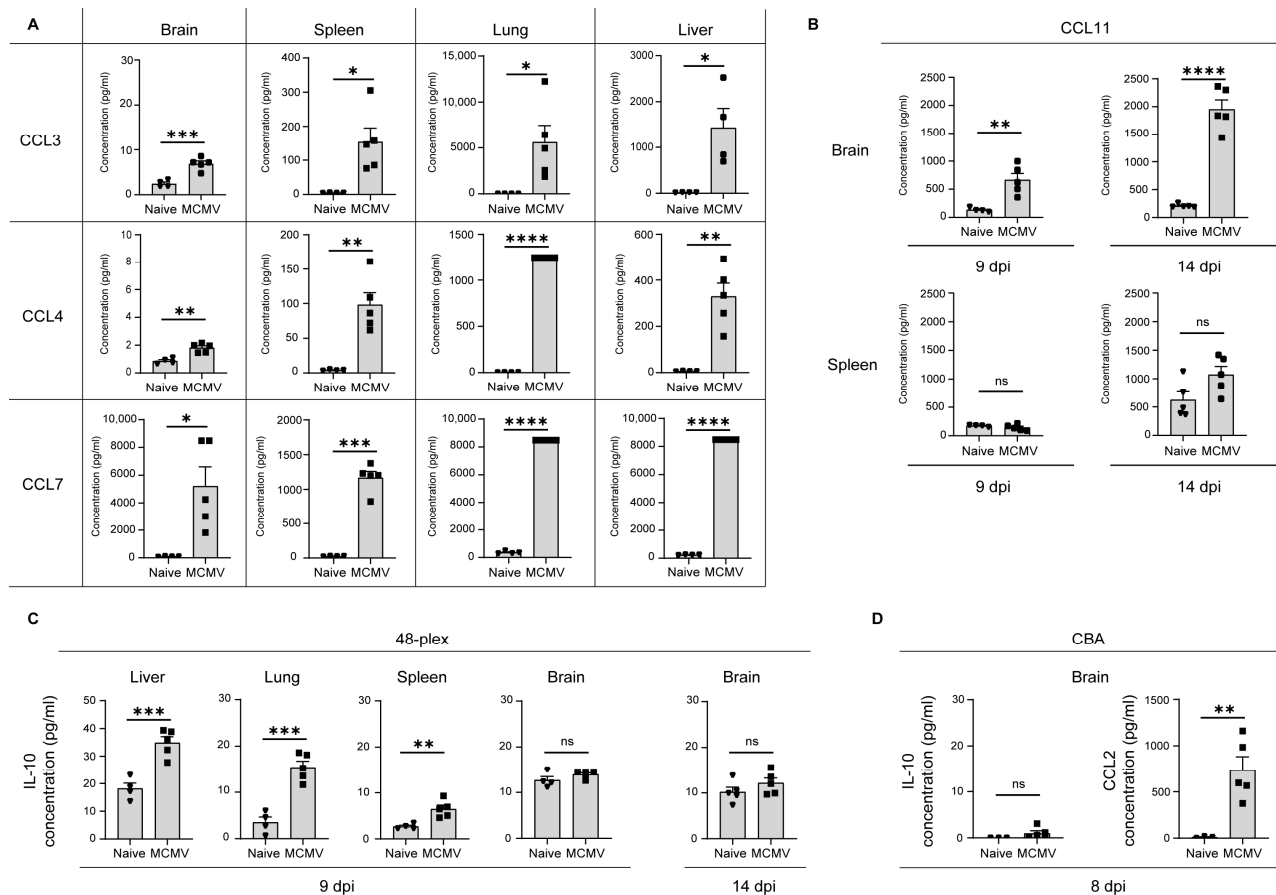 A
Brain Spleen Lung Liver
CCL3
Concentration (pg/ml)
30
20
10
0
***
Naive MCMV
Concentration (pg/ml)
400
300
200
100
0
*
Naive MCMV
Concentration (pg/ml)
15,000
10,000
5000
0
*
Naive MCMV
Concentration (pg/ml)
3000
2000
1000
0
*
Naive MCMV
CCL4
Concentration (pg/ml)
10
8
6
4
2
0
**
Naive MCMV
Concentration (pg/ml)
200
150
100
50
0
**
Naive MCMV
Concentration (pg/ml)
1500
1000
500
0
****
Naive MCMV
Concentration (pg/ml)
600
400
200
0
**
Naive MCMV
CCL7
Concentration (pg/ml)
10,000
8000
6000
4000
2000
0
*
Naive MCMV
Concentration (pg/ml)
2000
1500
1000
500
0
***
Naive MCMV
Concentration (pg/ml)
10,000
8000
6000
4000
2000
0
****
Naive MCMV
Concentration (pg/ml)
10,000
8000
6000
4000
2000
0
****
Naive MCMV
B
CCL11
Brain
Concentration (pg/ml)
2500
2000
1500
1000
500
0
**
Naive MCMV
9 dpi
Concentration (pg/ml)
2500
2000
1500
1000
500
0
****
Naive MCMV
14 dpi
Spleen
Concentration (pg/ml)
2500
2000
1500
1000
500
0
ns
Naive MCMV
9 dpi
Concentration (pg/ml)
2500
2000
1500
1000
500
0
ns
Naive MCMV
14 dpi
C
48-plex
IL-10
concentration (pg/ml)
Liver
50
40
30
20
10
0
***
Naive MCMV
Lung
30
20
10
0
***
Naive MCMV
Spleen
30
20
10
0
**
Naive MCMV
Brain
30
20
10
0
ns
Naive MCMV
9 dpi
Brain
30
20
10
0
ns
Naive MCMV
14 dpi
D
CBA
Brain
IL-10
concentration (pg/ml)
30
20
10
0
ns
Naive MCMV
CCL2
concentration (pg/ml)
1500
1000
500
0
**
Naive MCMV
8 dpi